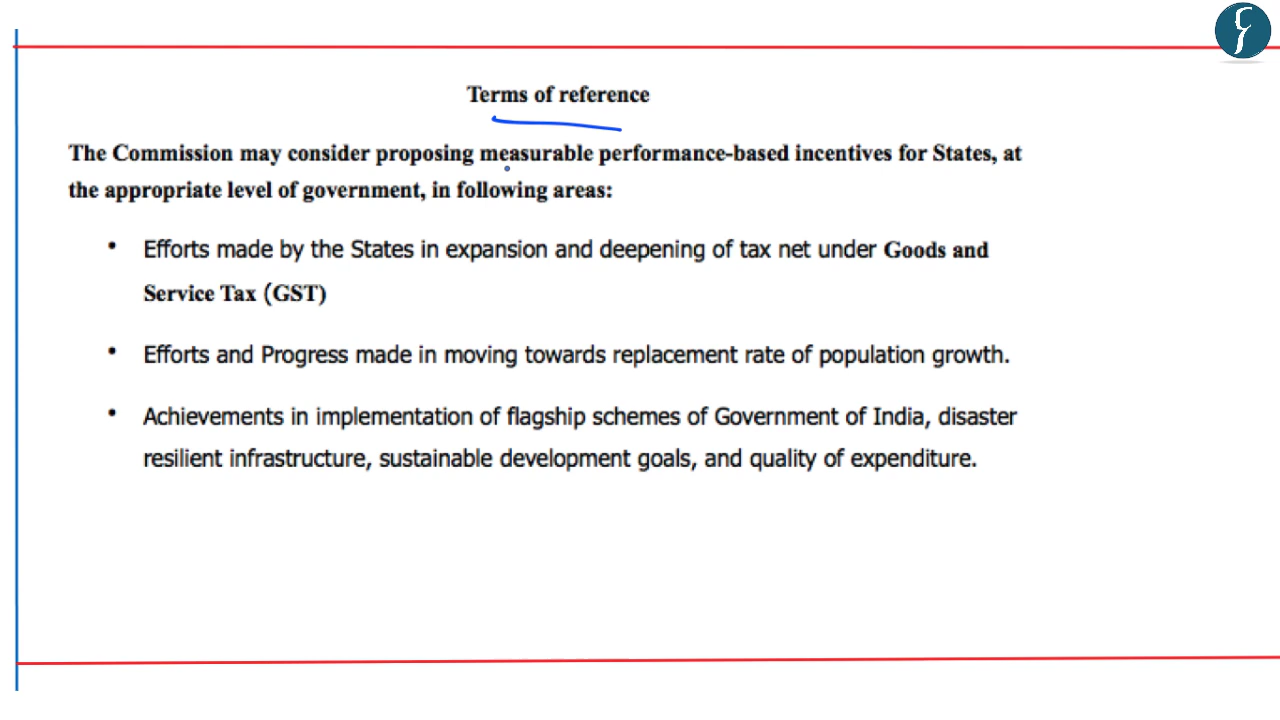 Terms of reference
The Commission may consider proposing measurable performance-based incentives for States, at
the appropriate level of government, in following areas:
• Efforts made by the States in expansion and deepening of tax net under Goods and
Service Tax (GST)
• Efforts and Progress made in moving towards replacement rate of population growth.
• Achievements in implementation of flagship schemes of Government of India, disaster
resilient infrastructure, sustainable development goals, and quality of expenditure.